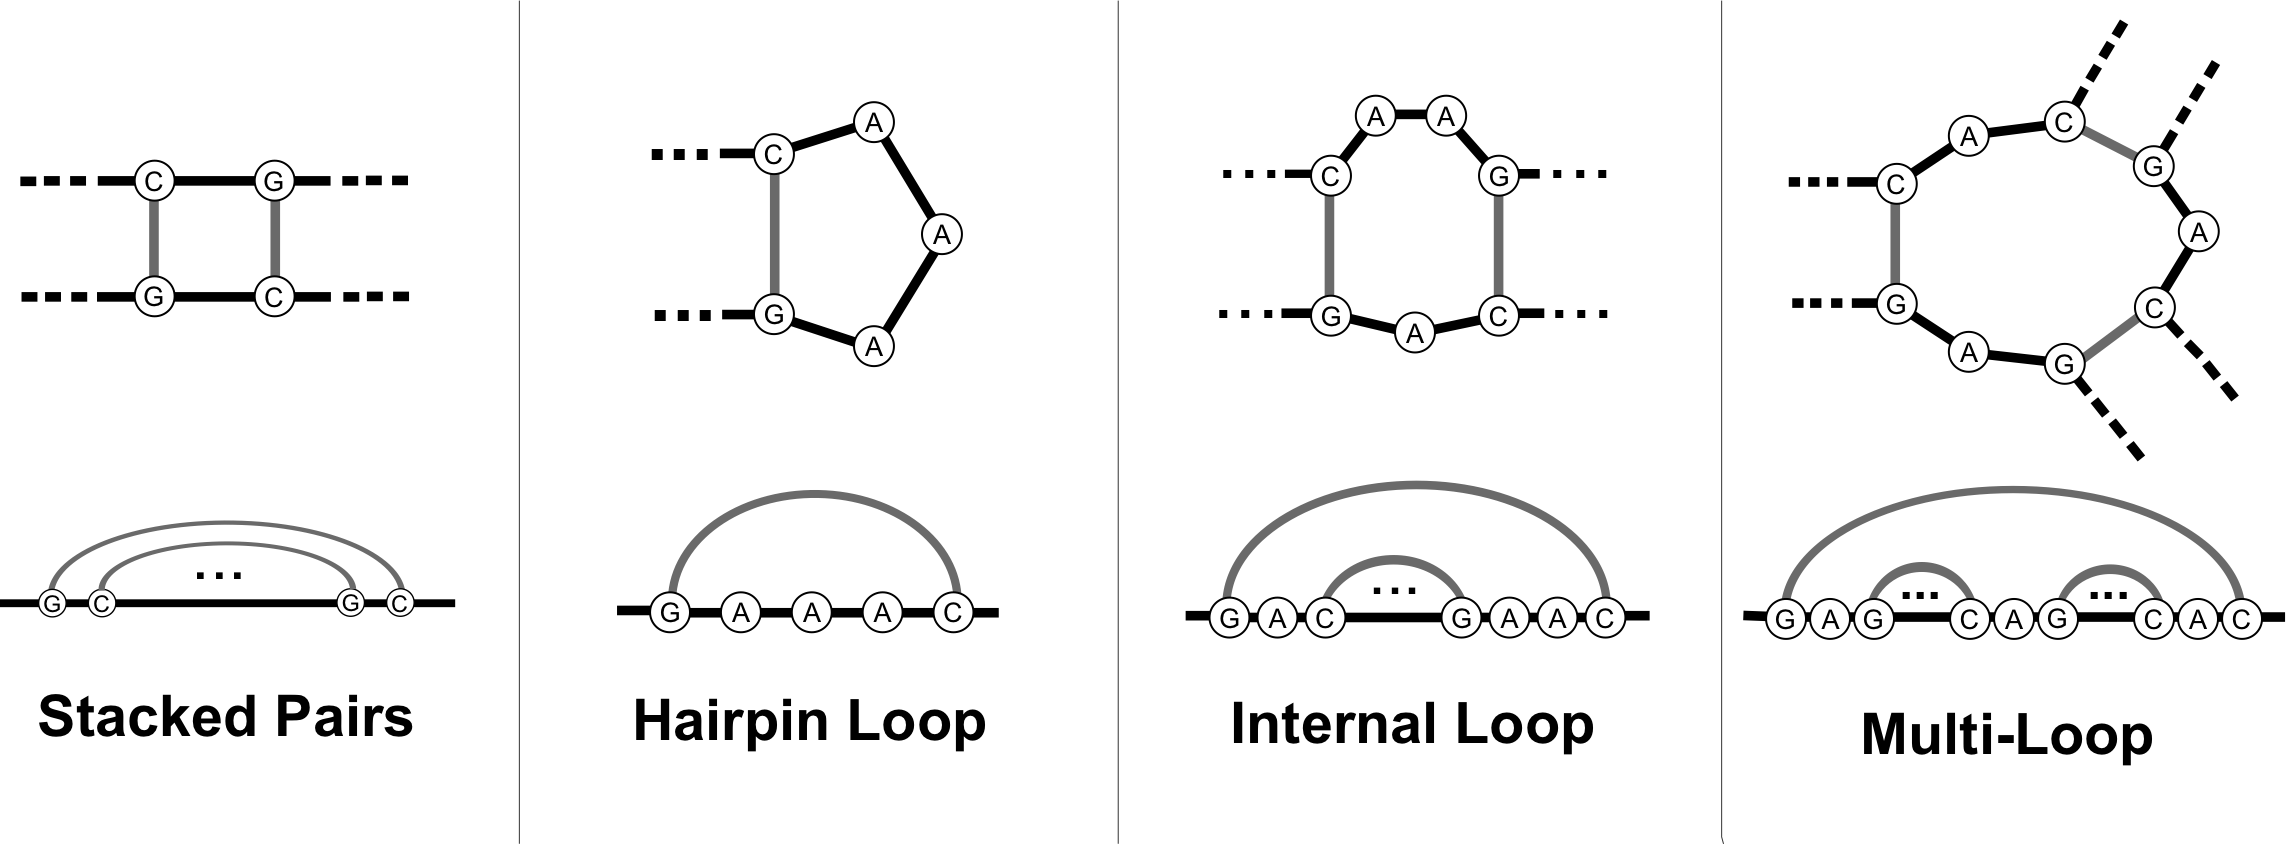 C G
G C
G C ... G C
Stacked Pairs
C A
A
G A
G A A A C
Hairpin Loop
A A
C G
G A C
G A C ... G A A C
Internal Loop
C A C G
A
G A G C
G A G ... C A G ... C A C
Multi-Loop